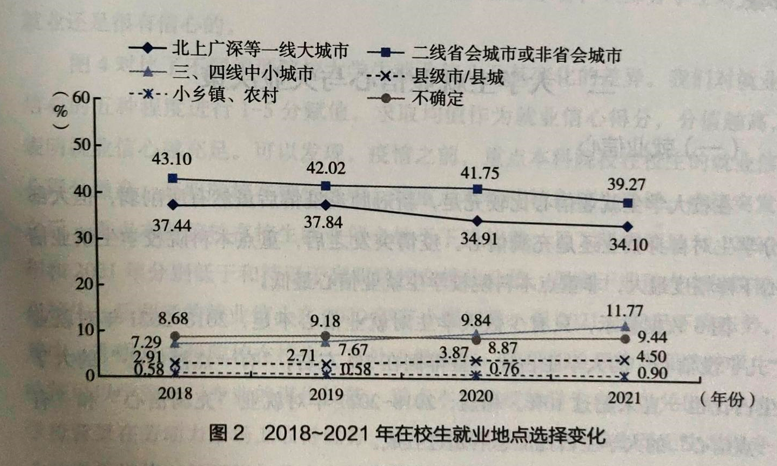 北上广深等一线大城市 二线省会城市或非省会城市
三、四线中小城市 县级市/县城
小乡镇、农村 不确定
(%)
60
50
40
30
20
10
0
43.10 42.02 41.75 39.27
37.44 37.84 34.91 34.10
8.68 9.18 9.84 11.77
7.29 7.67 8.87 9.44
2.91 2.71 3.87 4.50
0.58 0.58 0.76 0.90
2018 2019 2020 2021 (年份)
图 2 2018~2021 年在校生就业地点选择变化